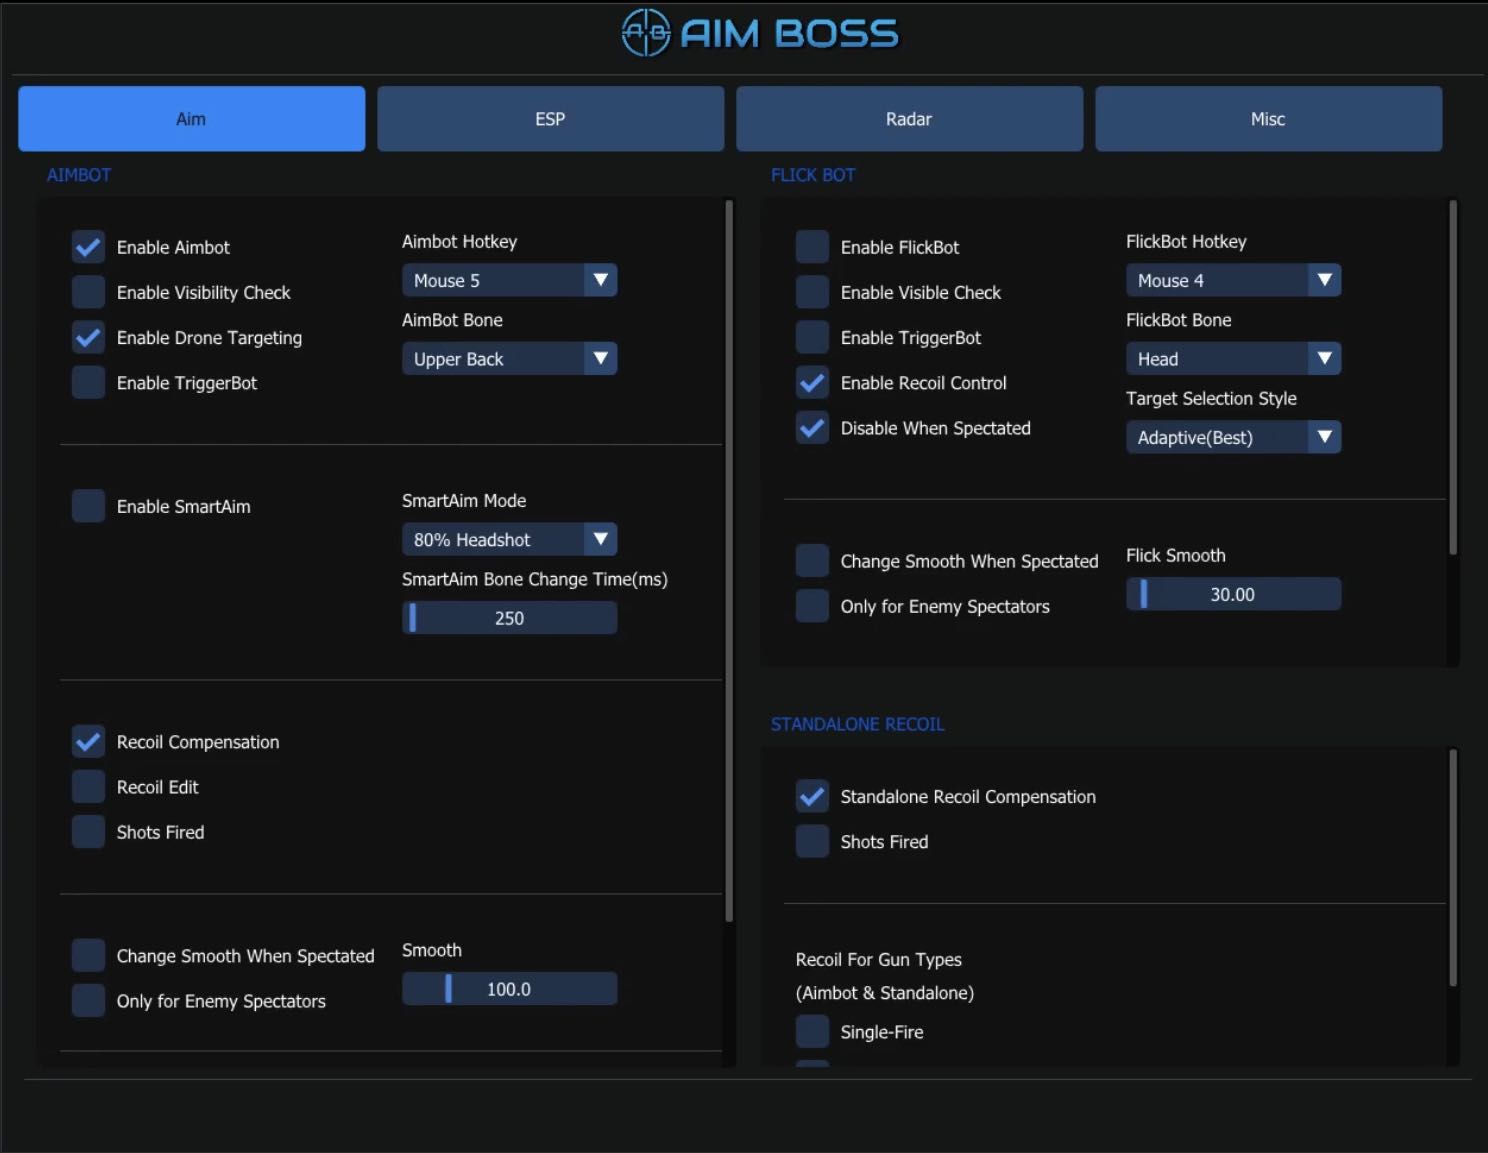 AB AIM BOSS
Aim
ESP
Radar
Misc
AIMBOT
Enable Aimbot
Enable Visibility Check
Enable Drone Targeting
Enable TriggerBot
Aimbot Hotkey
Mouse 5
AimBot Bone
Upper Back
Enable SmartAim
SmartAim Mode
80% Headshot
SmartAim Bone Change Time(ms)
250
Recoil Compensation
Recoil Edit
Shots Fired
Change Smooth When Spectated
Only for Enemy Spectators
Smooth
100.0
FLICK BOT
Enable FlickBot
Enable Visible Check
Enable TriggerBot
Enable Recoil Control
Disable When Spectated
FlickBot Hotkey
Mouse 4
FlickBot Bone
Head
Target Selection Style
Adaptive(Best)
Change Smooth When Spectated
Only for Enemy Spectators
Flick Smooth
30.00
STANDALONE RECOIL
Standalone Recoil Compensation
Shots Fired
Recoil For Gun Types
(Aimbot & Standalone)
Single-Fire